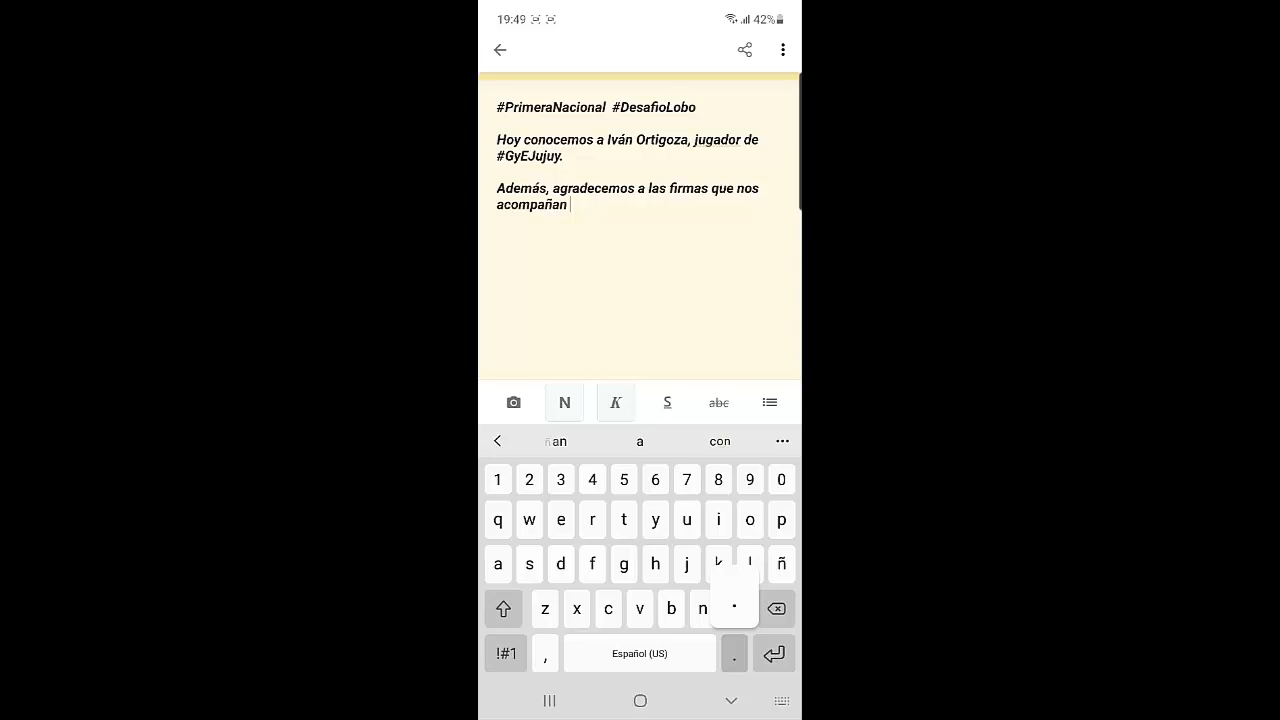 19:49 42%
#PrimeraNacional #DesafioLobo
Hoy conocemos a Iván Ortigoza, jugador de
#GyEJujuy.
Además, agradecemos a las firmas que nos
acompañan
N K S abc
ñan a con
1 2 3 4 5 6 7 8 9 0
q w e r t y u i o p
a s d f g h j k l ñ
z x c v b n .
!#1 , Español (US) .